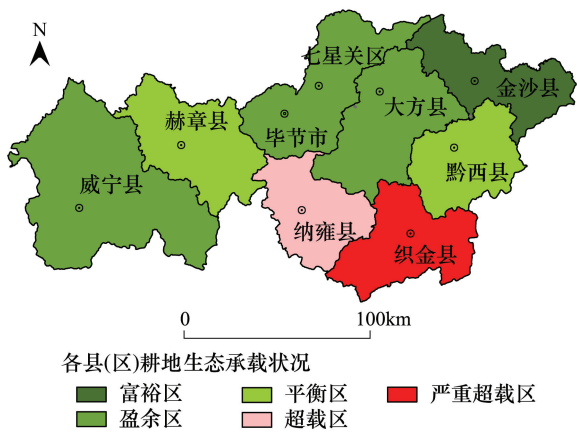 N
七星关区
金沙县
大方县
赫章县
毕节市
黔西县
威宁县
纳雍县
织金县
0 100km
各县(区)耕地生态承载状况
富裕区 平衡区 严重超载区
盈余区 超载区